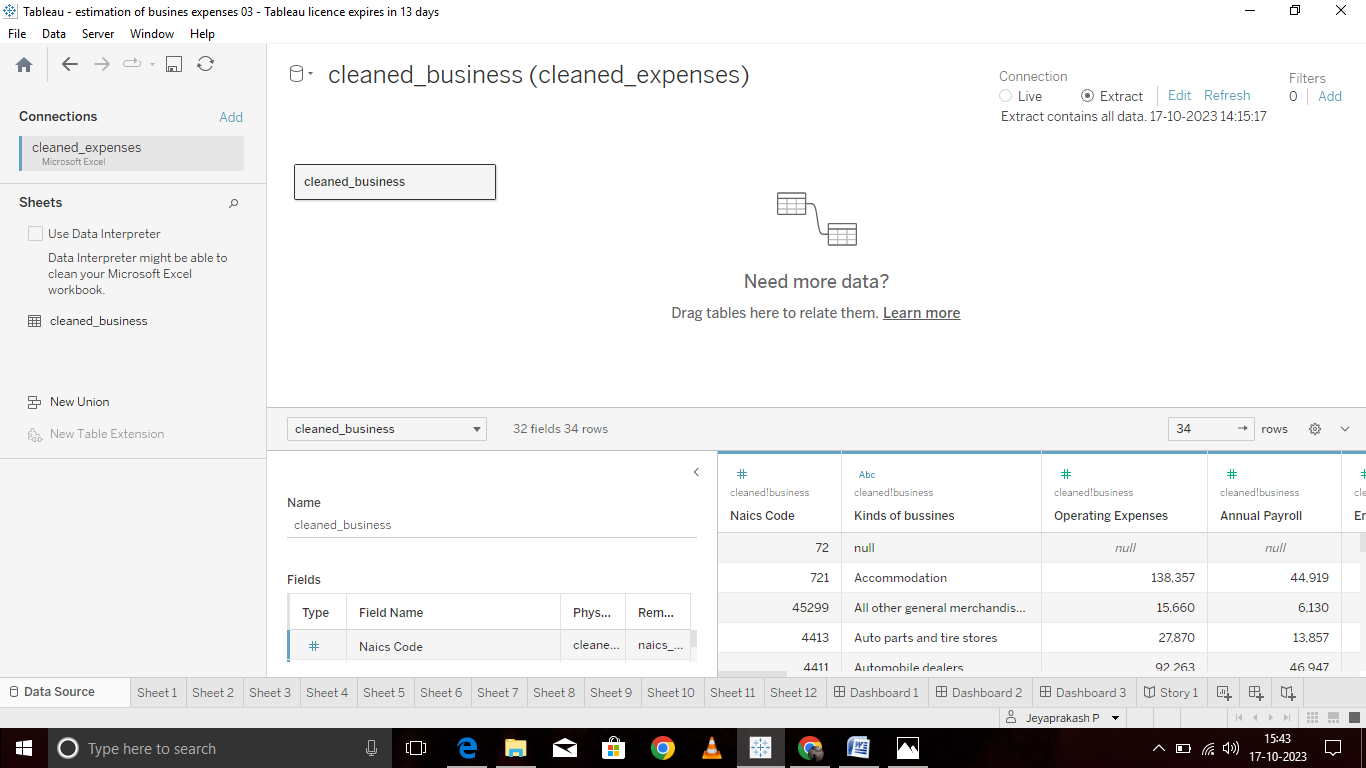 Tableau - estimation of busines expenses 03 - Tableau licence expires in 13 days
File Data Server Window Help
Connections Add
cleaned_expenses
Microsoft Excel
Sheets
Use Data Interpreter
Data Interpreter might be able to
clean your Microsoft Excel
workbook.
cleaned_business
New Union
New Table Extension
cleaned_business (cleaned_expenses)
Connection
Live Extract Edit Refresh
Extract contains all data. 17-10-2023 14:15:17
Filters
0 Add
cleaned_business
Need more data?
Drag tables here to relate them. Learn more
cleaned_business 32 fields 34 rows 34 rows
Name
cleaned_business
Fields
Type Field Name Phys... Rem...
Naics Code cleane... naics_...
Abc
cleaned!business cleaned!business cleaned!business cleaned!business cle
Naics Code Kinds of bussines Operating Expenses Annual Payroll Er
72 null null null
721 Accommodation 138,357 44,919
45299 All other general merchandis... 15,660 6,130
4413 Auto parts and tire stores 27,870 13,857
4411 Automobile dealers 92,263 46,947
Data Source Sheet 1 Sheet 2 Sheet 3 Sheet 4 Sheet 5 Sheet 6 Sheet 7 Sheet 8 Sheet 9 Sheet 10 Sheet 11 Sheet 12 Dashboard 1 Dashboard 2 Dashboard 3 Story 1
Jeyaprakash P
Type here to search
15:43
17-10-2023